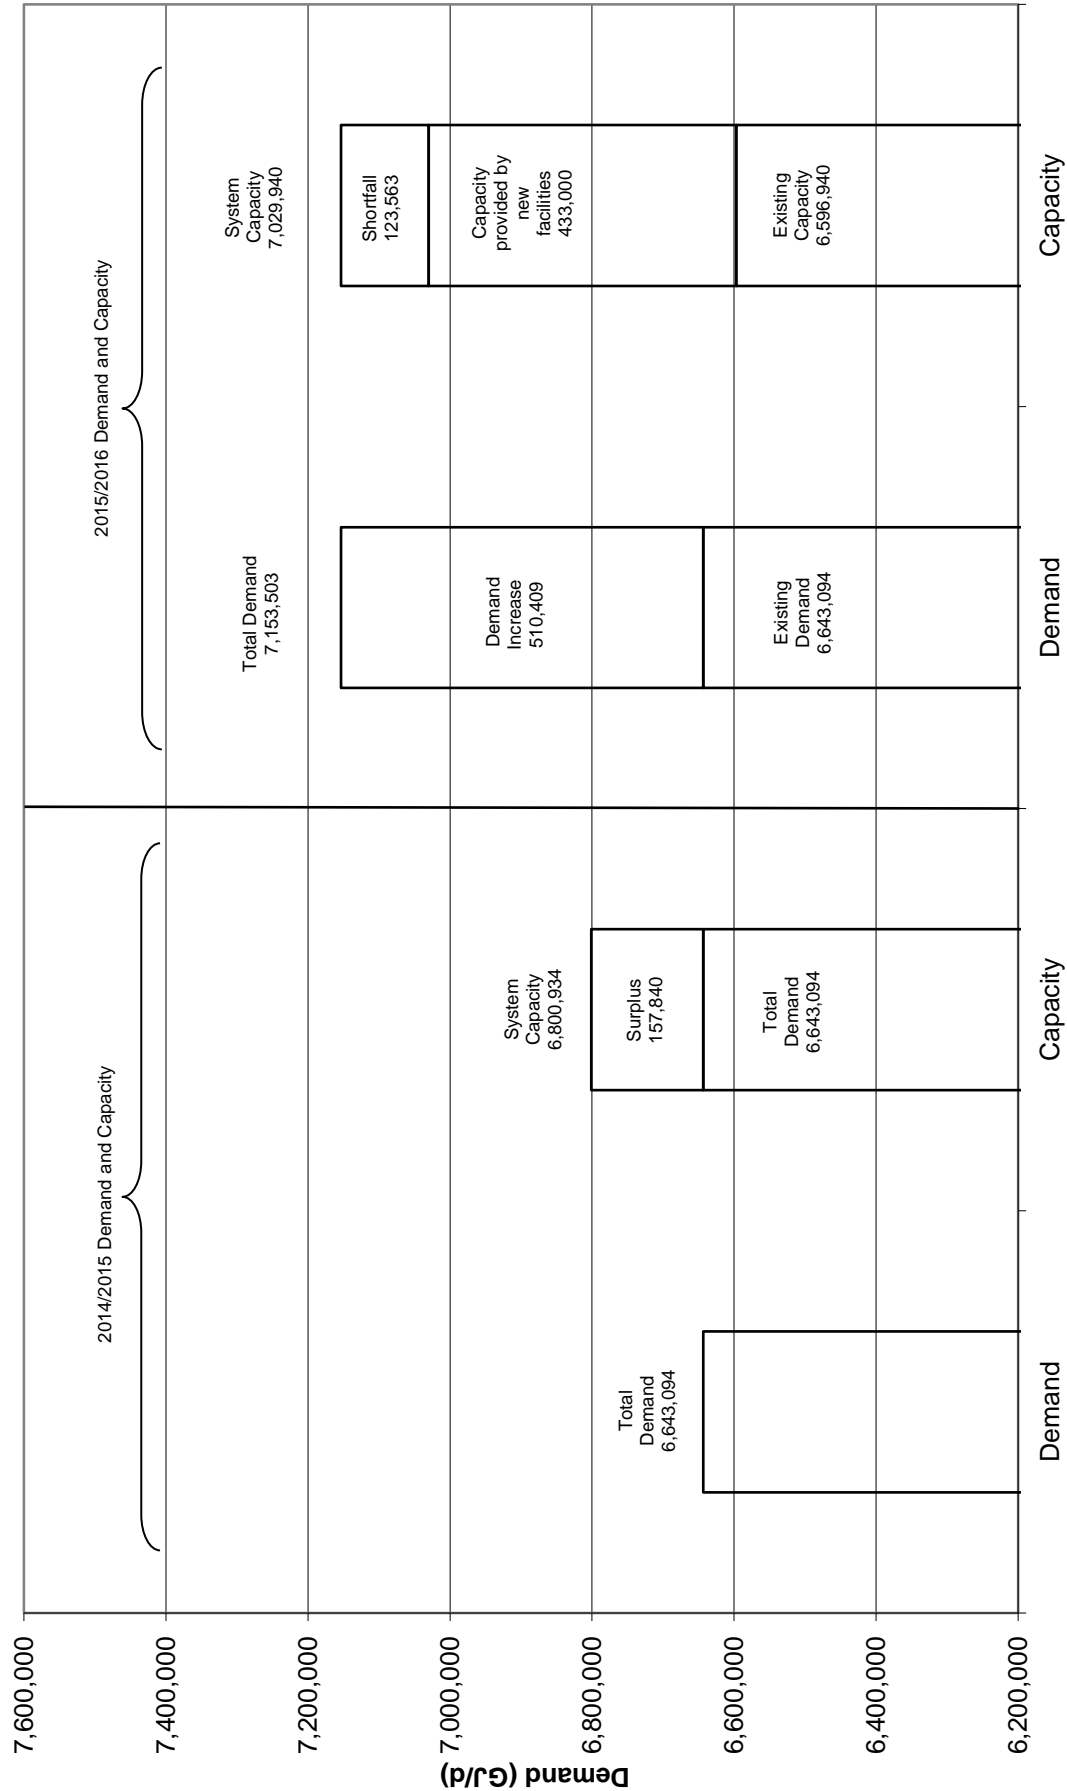 2014/2015 Demand and Capacity
2015/2016 Demand and Capacity
Demand (GJ/d)
7,600,000
7,400,000
7,200,000
7,000,000
6,800,000
6,600,000
6,400,000
6,200,000
Total
Demand
6,643,094
System
Capacity
6,800,934
Surplus
157,840
Total
Demand
6,643,094
Total Demand
7,153,503
Demand
Increase
510,409
Existing
Demand
6,643,094
System
Capacity
7,029,940
Shortfall
123,563
Capacity
provided by
new
facilities
433,000
Existing
Capacity
6,596,940
Demand
Capacity
Demand
Capacity